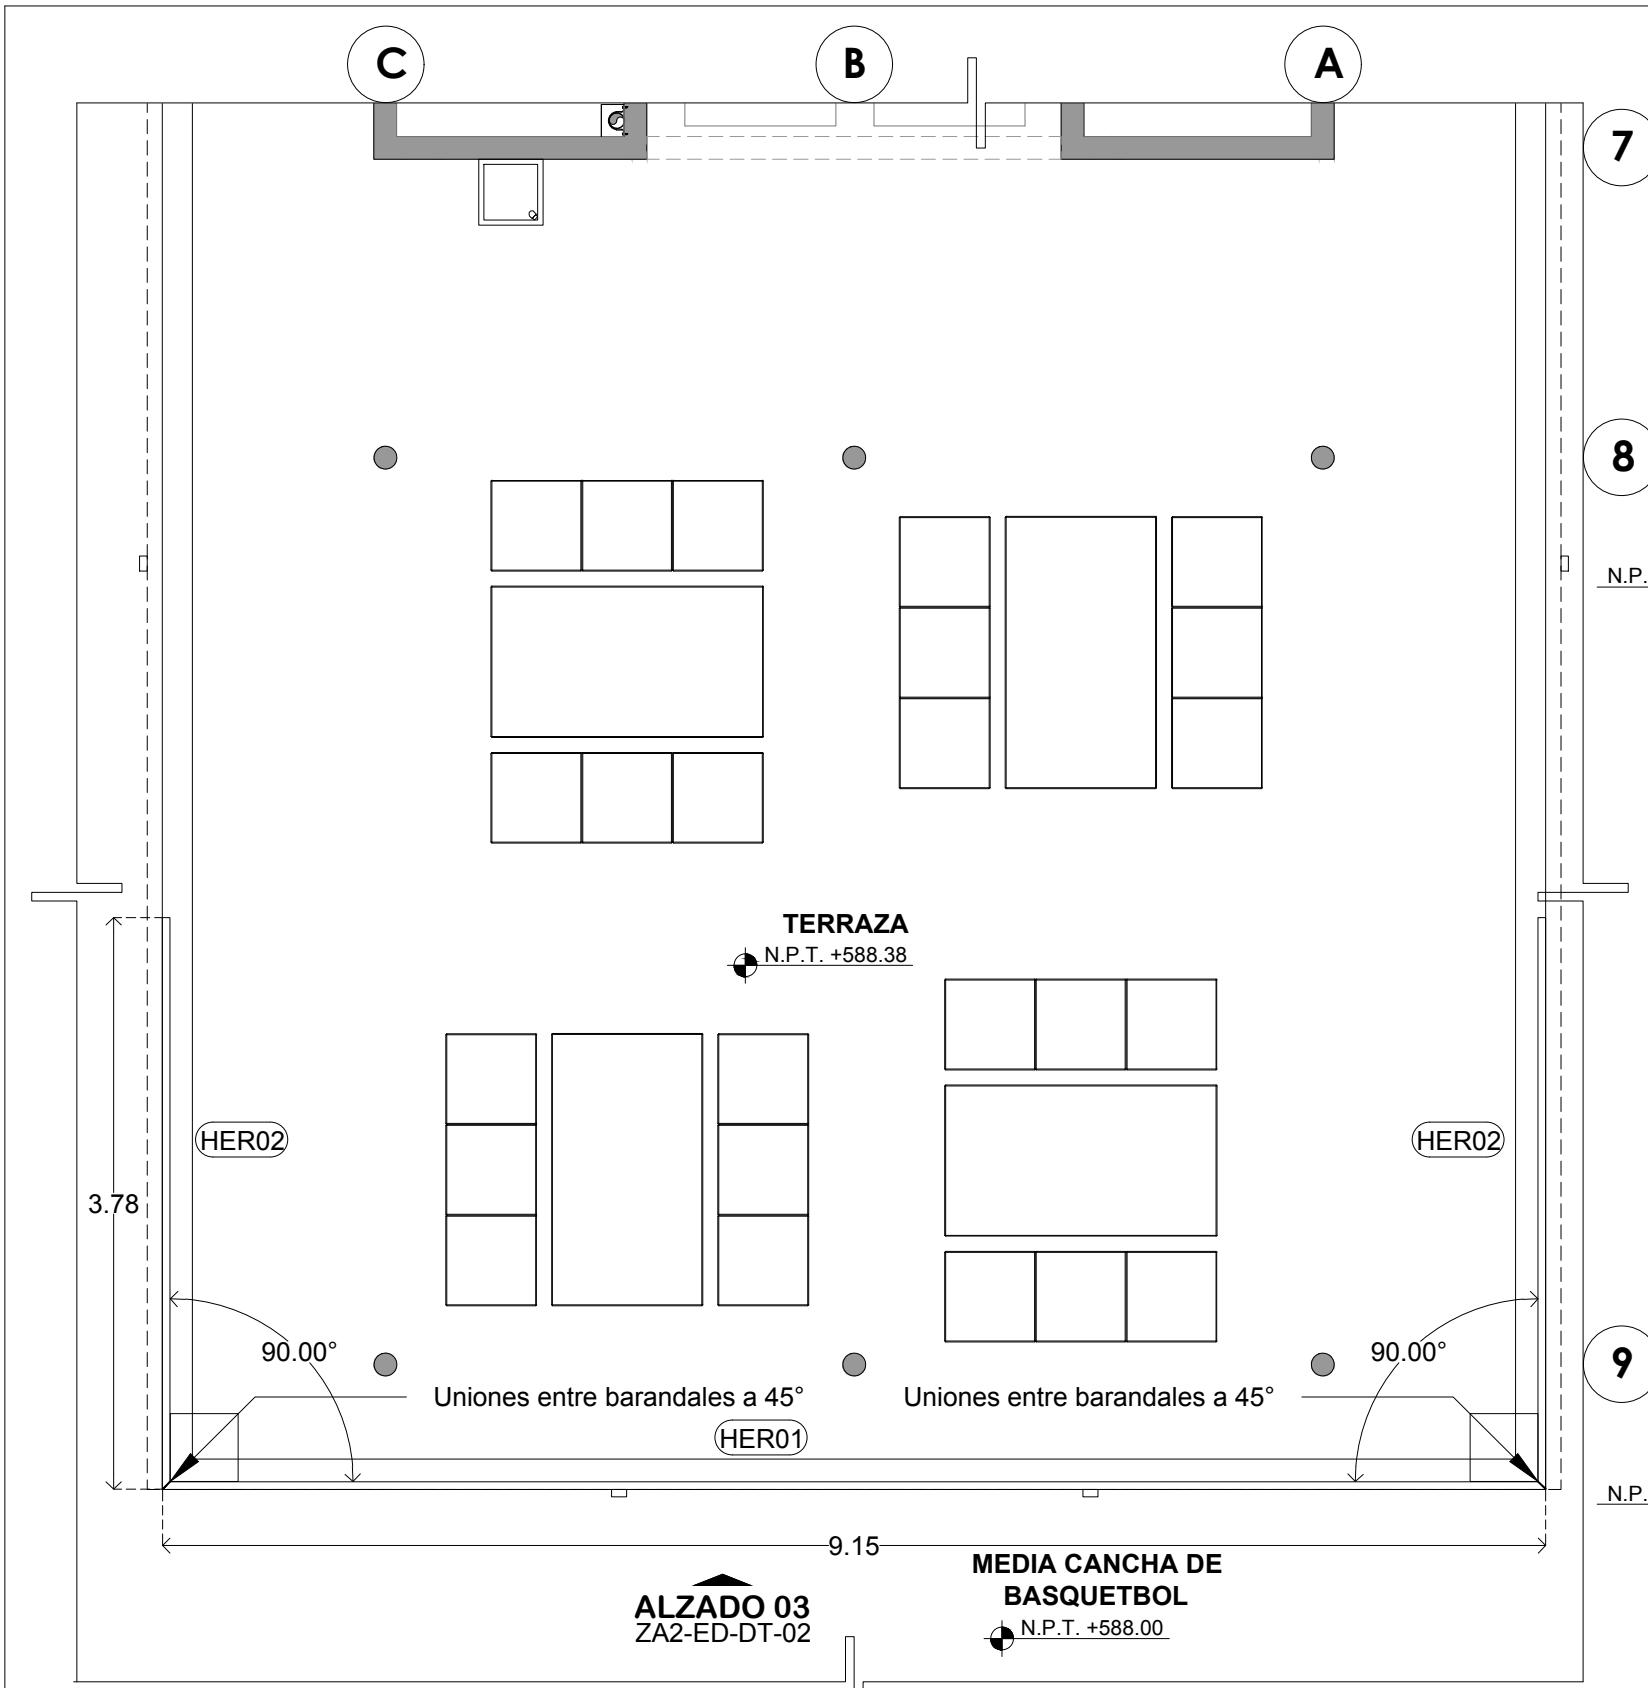 C
B
A
7
8
N.P.
TERRAZA
N.P.T. +588.38
HER02
HER02
3.78
90.00°
90.00°
9
Uniones entre barandales a 45°
Uniones entre barandales a 45°
HER01
N.P.
9.15
MEDIA CANCHA DE
BASQUETBOL
N.P.T. +588.00
ALZADO 03
ZA2-ED-DT-02